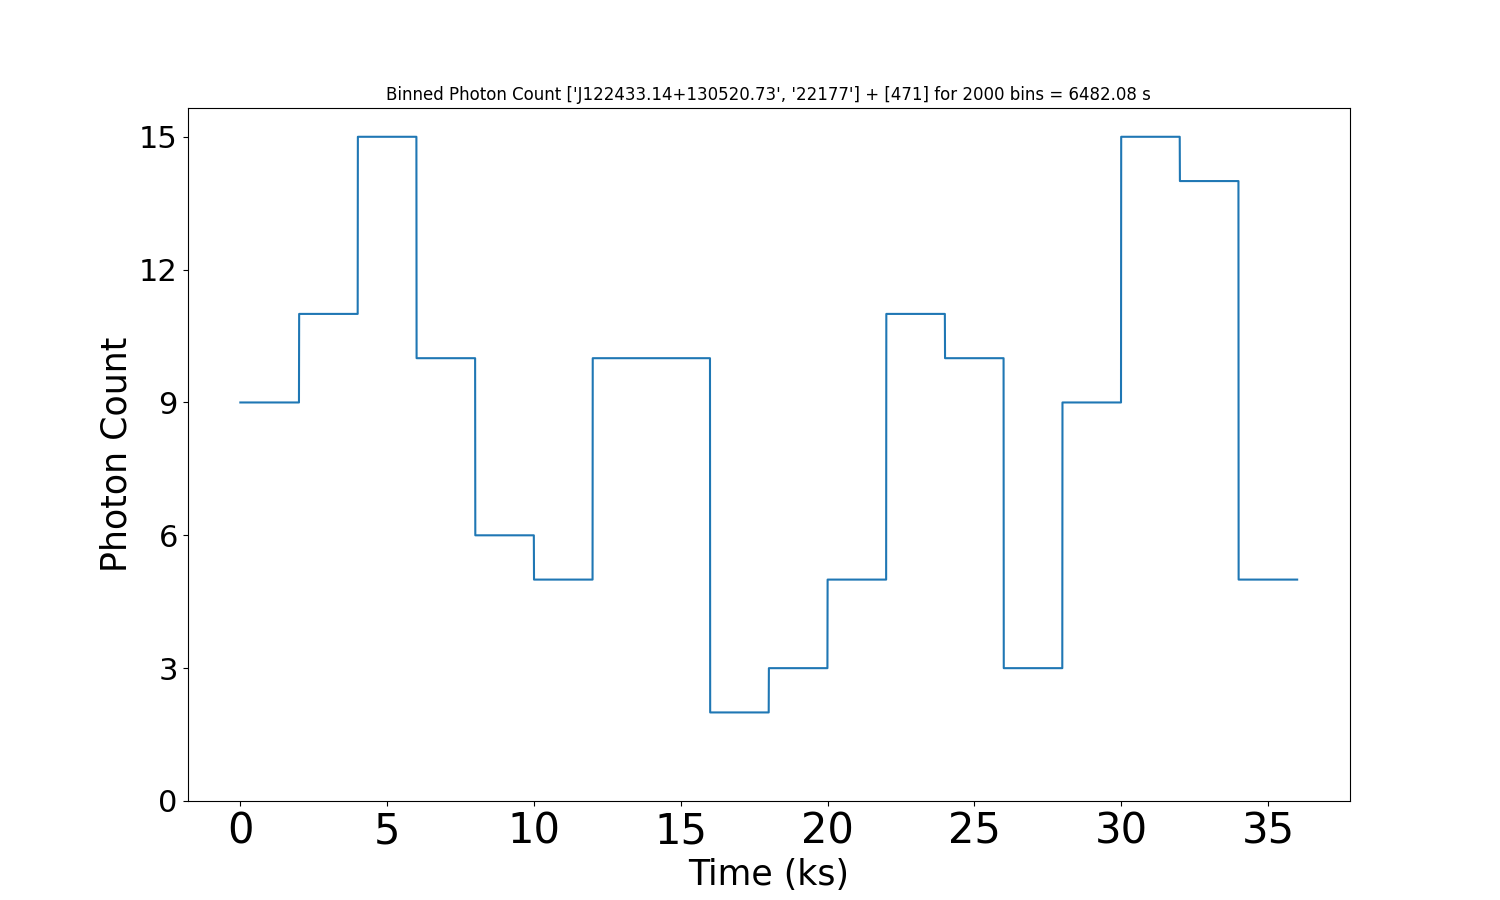 Binned Photon Count ['J122433.14+130520.73', '22177'] + [471] for 2000 bins = 6482.08 s
15
12
9
6
3
0
Photon Count
0 5 10 15 20 25 30 35
Time (ks)